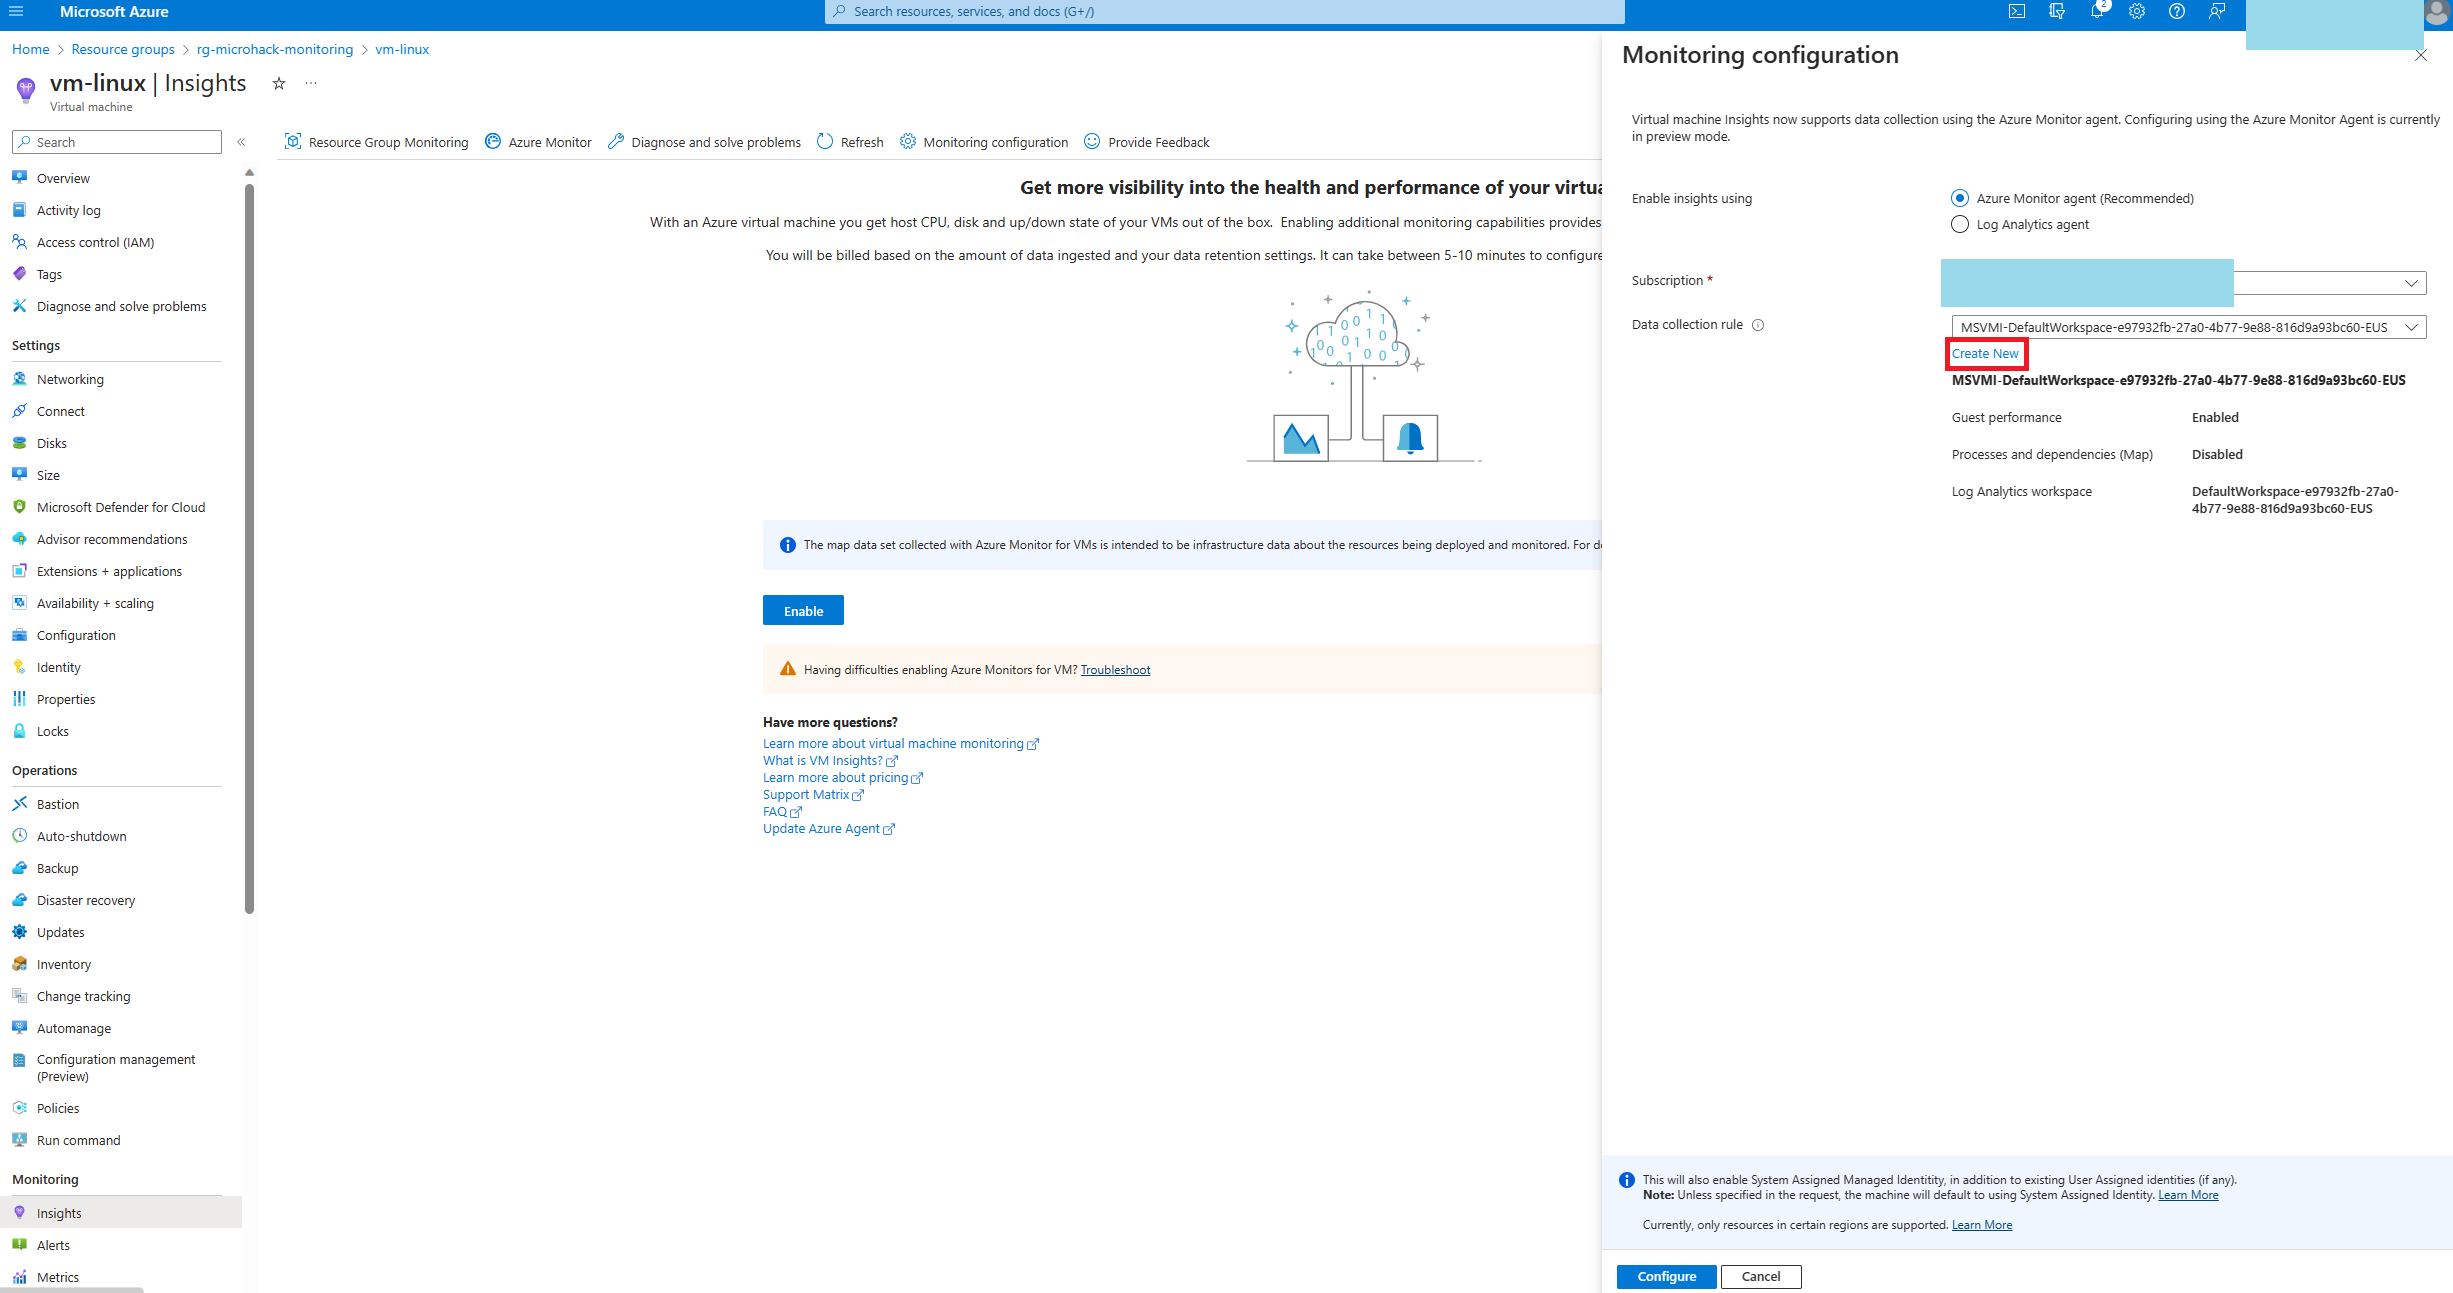 Microsoft Azure
Search resources, services, and docs (G+/)
2
Home > Resource groups > rg-microhack-monitoring > vm-linux
vm-linux | Insights
Virtual machine
Search
Overview
Activity log
Access control (IAM)
Tags
Diagnose and solve problems
Settings
Networking
Connect
Disks
Size
Microsoft Defender for Cloud
Advisor recommendations
Extensions + applications
Availability + scaling
Configuration
Identity
Properties
Locks
Operations
Bastion
Auto-shutdown
Backup
Disaster recovery
Updates
Inventory
Change tracking
Automanage
Configuration management
(Preview)
Policies
Run command
Monitoring
Insights
Alerts
Metrics
Resource Group Monitoring
Azure Monitor
Diagnose and solve problems
Refresh
Monitoring configuration
Provide Feedback
Get more visibility into the health and performance of your virtua
With an Azure virtual machine you get host CPU, disk and up/down state of your VMs out of the box. Enabling additional monitoring capabilities provides
You will be billed based on the amount of data ingested and your data retention settings. It can take between 5-10 minutes to configure
The map data set collected with Azure Monitor for VMs is intended to be infrastructure data about the resources being deployed and monitored. For de
Enable
Having difficulties enabling Azure Monitors for VM? Troubleshoot
Have more questions?
Learn more about virtual machine monitoring
What is VM Insights?
Learn more about pricing
Support Matrix
FAQ
Update Azure Agent
Monitoring configuration
Virtual machine Insights now supports data collection using the Azure Monitor agent. Configuring using the Azure Monitor Agent is currently
in preview mode.
Enable insights using
Azure Monitor agent (Recommended)
Log Analytics agent
Subscription *
Data collection rule
MSVMI-DefaultWorkspace-e97932fb-27a0-4b77-9e88-816d9a93bc60-EUS
Create New
MSVMI-DefaultWorkspace-e97932fb-27a0-4b77-9e88-816d9a93bc60-EUS
Guest performance Enabled
Processes and dependencies (Map) Disabled
Log Analytics workspace DefaultWorkspace-e97932fb-27a0-
4b77-9e88-816d9a93bc60-EUS
This will also enable System Assigned Managed Identitity, in addition to existing User Assigned identities (if any).
Note: Unless specified in the request, the machine will default to using System Assigned Identity. Learn More
Currently, only resources in certain regions are supported. Learn More
Configure
Cancel